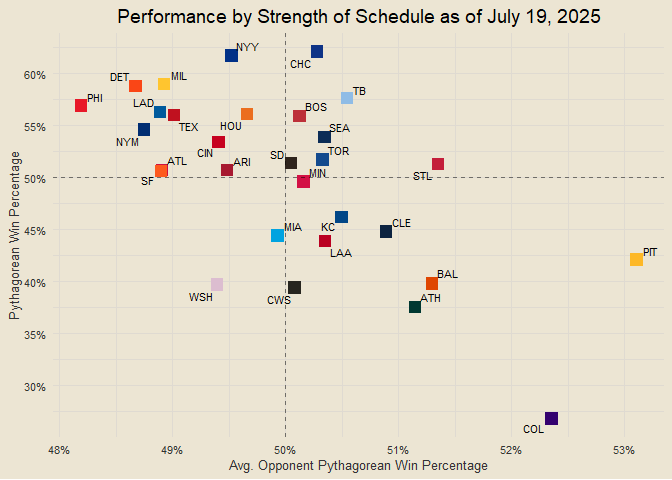 Performance by Strength of Schedule as of July 19, 2025
Pythagorean Win Percentage
60%
55%
50%
45%
40%
35%
30%
NYY
CHC
DET
MIL
TB
PHI
LAD
BOS
TEX
HOU
SEA
NYM
CIN
TOR
SD
ATL
ARI
SF
MIN
STL
KC
CLE
MIA
LAA
PIT
BAL
WSH
CWS
ATH
COL
48%
49%
50%
51%
52%
53%
Avg. Opponent Pythagorean Win Percentage